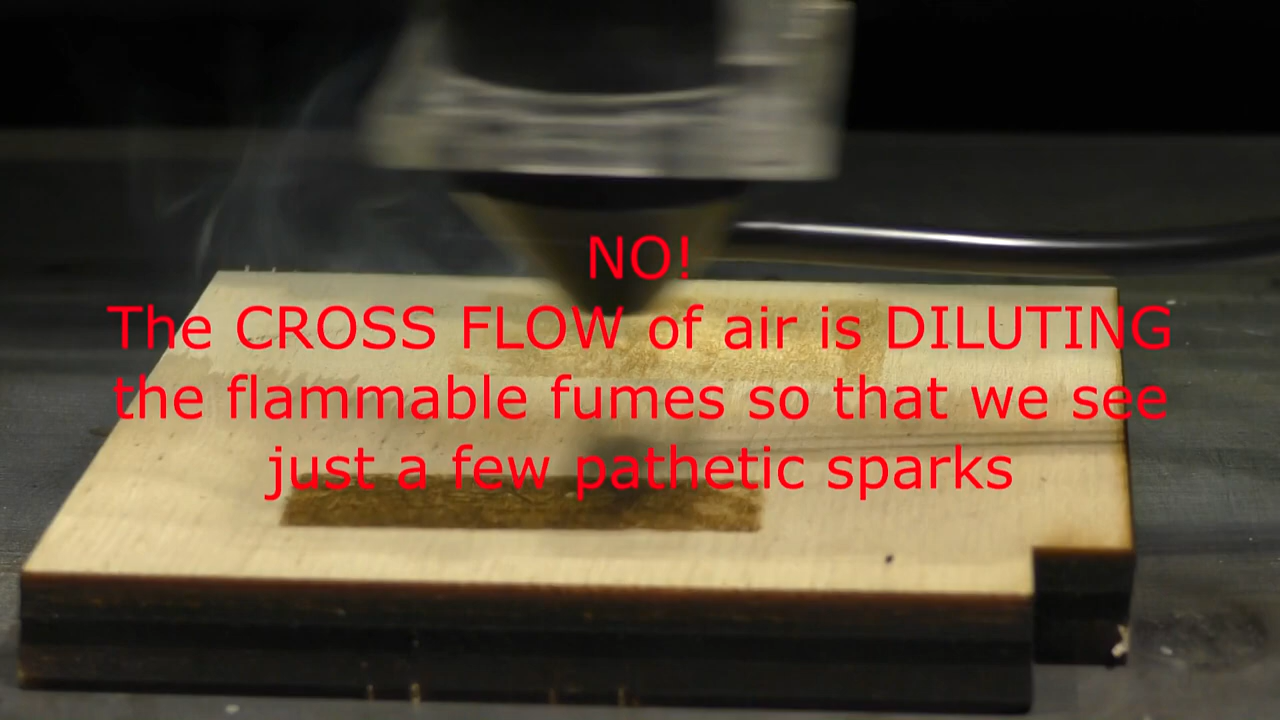 NO!
The CROSS FLOW of air is DILUTING
the flammable fumes so that we see
just a few pathetic sparks